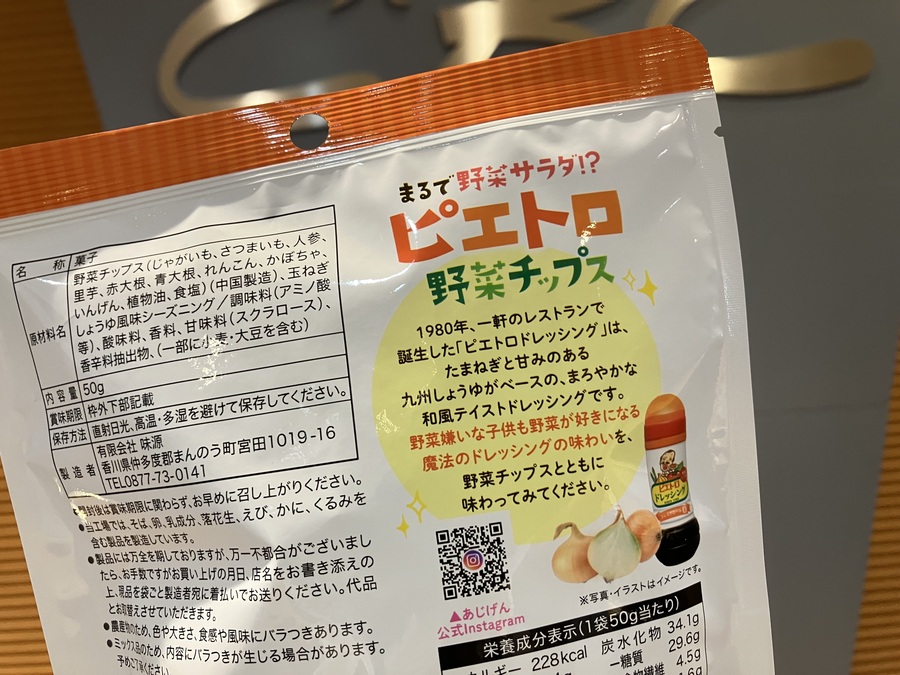 まるで野菜サラダ!?
ピエトロ
野菜チップス
1980年、一軒のレストランで
誕生した「ピエトロドレッシング」は、
たまねぎと甘みのある
九州しょうゆがベースの、まろやかな
和風テイストドレッシングです。
野菜嫌いな子供も野菜が好きになる
魔法のドレッシングの味わいを、
野菜チップスとともに
味わってみてください。
ピエトロ
ドレッシング
※写真・イラストはイメージです。
▲あじげん
公式Instagram
名称 菓子
原材料名 野菜チップス(じゃがいも、さつまいも、人参、
里芋、赤大根、青大根、れんこん、かぼちゃ、
いんげん、植物油、食塩)(中国製造)、玉ねぎ
しょうゆ風味シーズニング/調味料(アミノ酸
等)、酸味料、香料、甘味料(スクラロース)、
香辛料抽出物、(一部に小麦・大豆を含む)
内容量 50g
賞味期限 枠外下部記載
保存方法 直射日光、高温・多湿を避けて保存してください。
製造者 有限会社 味源
香川県仲多度郡まんのう町宮田1019-16
TEL0877-73-0141
開封後は賞味期限に関わらず、お早めに召し上がりください。
●当工場では、そば、卵、乳成分、落花生、えび、かに、くるみを
含む製品を製造しています。
●製品には万全を期しておりますが、万一不都合がございまし
たら、お手数ですがお買い上げの月日、店名をお書き添えの
上、現品を袋ごと製造者宛に着払いでお送りください。代品
とお取替えさせていただきます。
●農産物のため、色や大きさ、食感や風味にバラつきあります。
●ミックス品のため、内容にバラつきが生じる場合があります。
予めご了承ください。
栄養成分表示(1袋50g当たり)
エネルギー 228kcal 炭水化物 34.1g
ー糖質 29.6g
4.5g